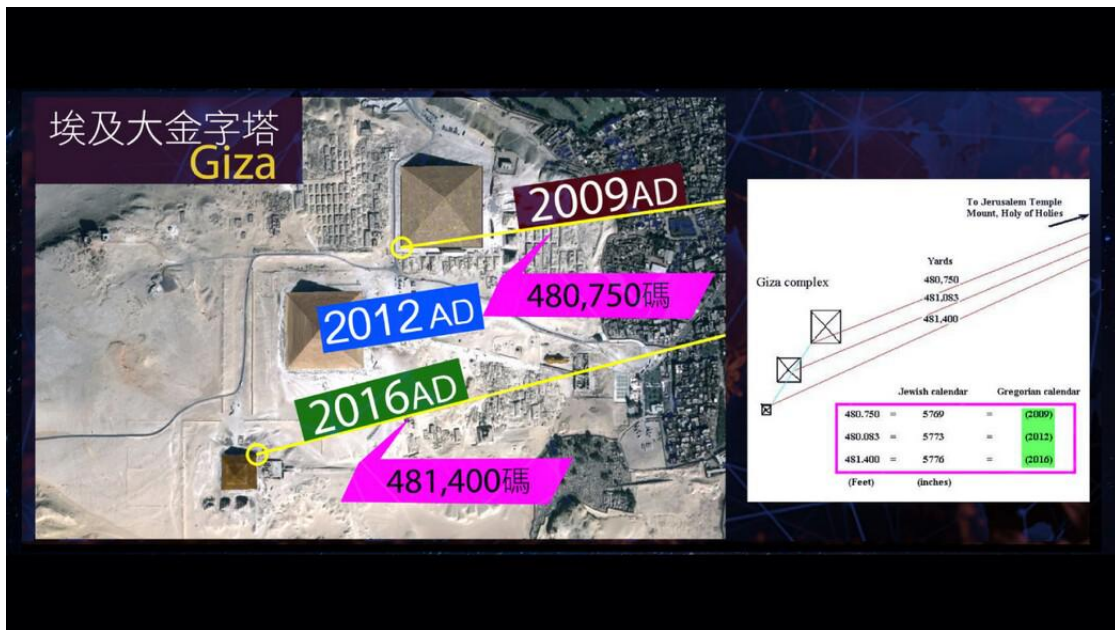 埃及大金字塔
Giza
2009AD
480,750碼
2012 AD
2016AD
481,400碼
To Jerusalem Temple
Mount, Holy of Holies
Yards
Giza complex
480,750
481,083
481,400
Jewish calendar Gregorian calendar
480.750 = 5769 = (2009)
480.083 = 5773 = (2012)
481.400 = 5776 = (2016)
(Feet) (inches)